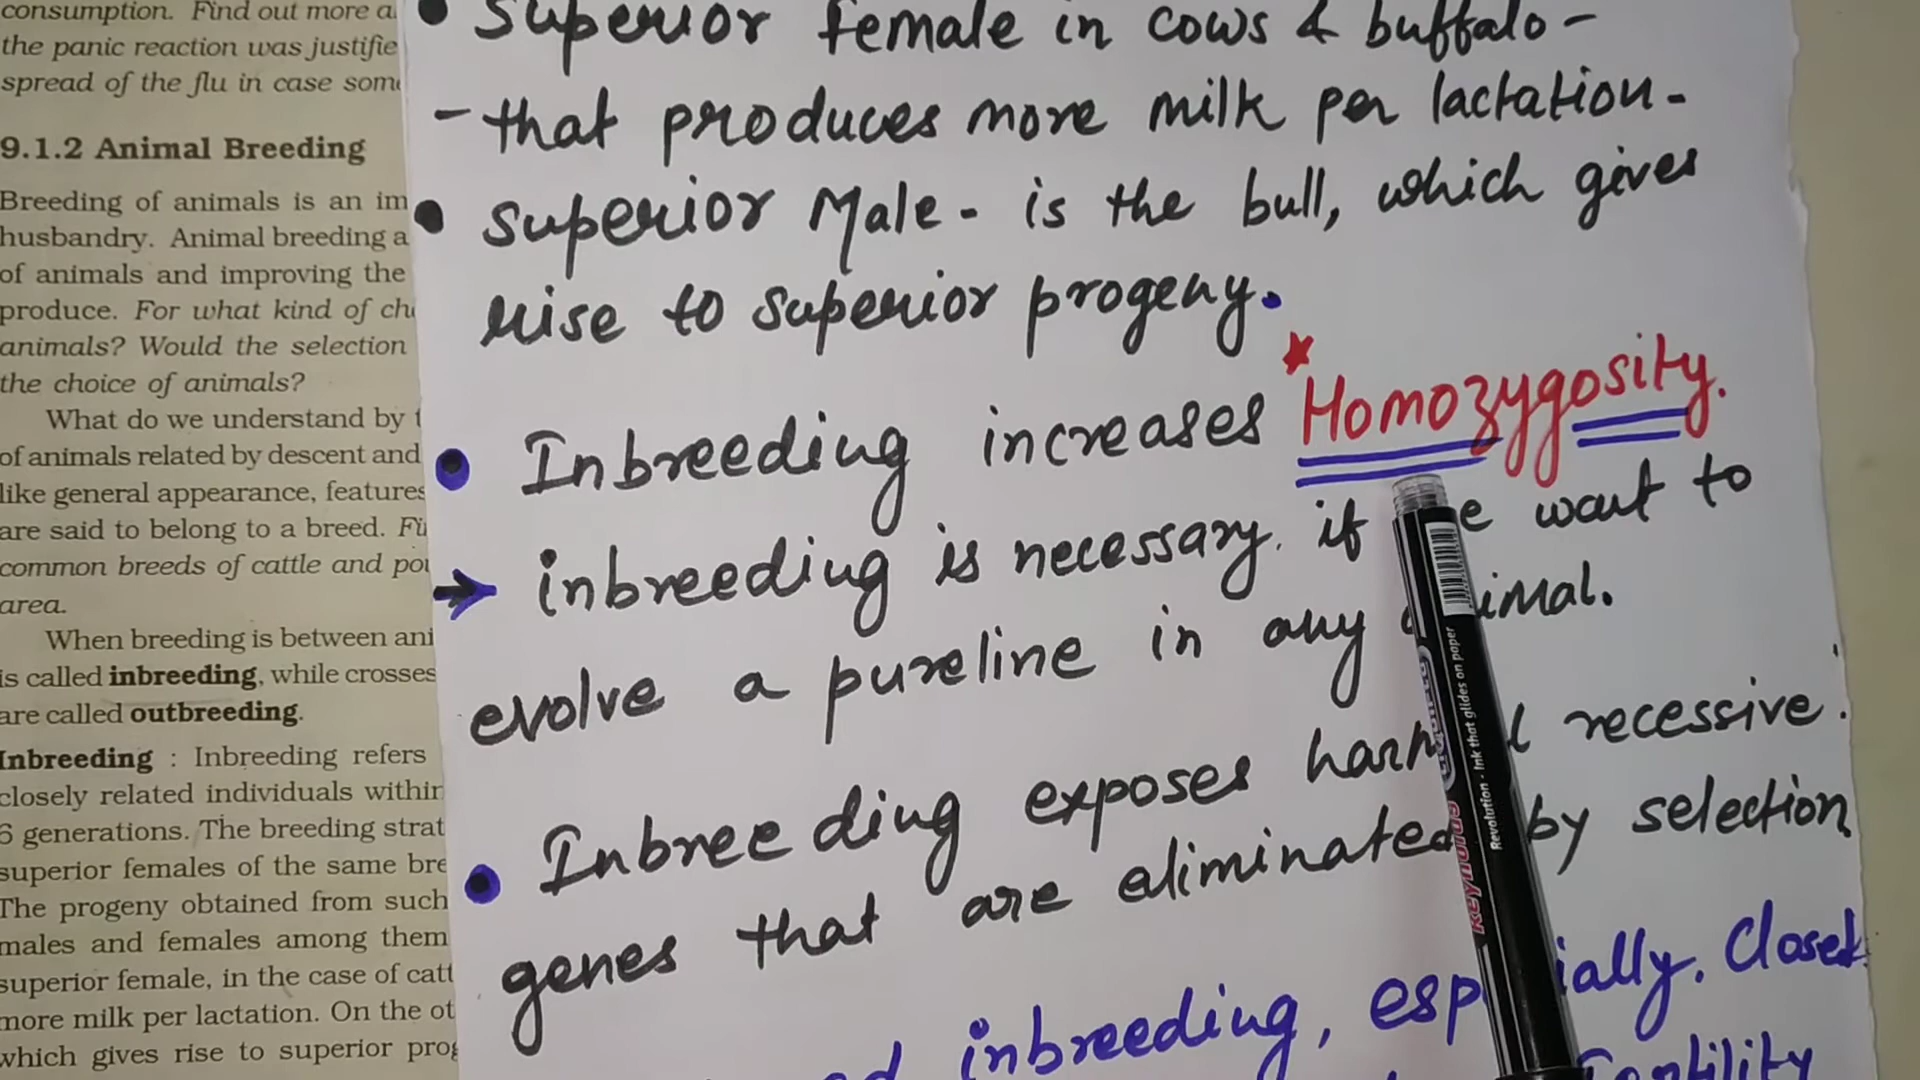 consumption. Find out more a
the panic reaction was justifie
spread of the flu in case som
9.1.2 Animal Breeding
Breeding of animals is an im
husbandry. Animal breeding a
of animals and improving the
produce. For what kind of ch
animals? Would the selection
the choice of animals?
What do we understand by t
of animals related by descent and
like general appearance, features
are said to belong to a breed. Fi
common breeds of cattle and po
area.
When breeding is between ani
is called inbreeding, while crosses
are called outbreeding.
Inbreeding : Inbreeding refers
closely related individuals within
6 generations. The breeding strat
superior females of the same bre
The progeny obtained from such
males and females among them
superior female, in the case of catt
more milk per lactation. On the ot
which gives rise to superior prog
• Superior female in cows & buffalo -
- that produces more milk per lactation.
• Superior Male - is the bull, which gives
rise to superior progeny.
• Inbreeding increases *Homozygosity.
→ inbreeding is necessary. if e want to
evolve a pureline in any imal.
• Inbreeding exposes recessive.
genes that are eliminated by selection
inbreeding, Closet
fertility
Revolution - Ink that glides on paper